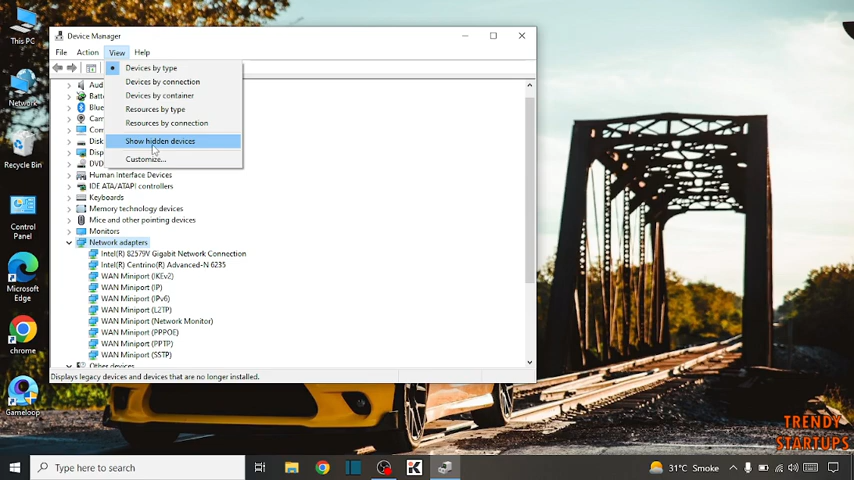 This PC
Network
Recycle Bin
Control
Panel
Microsoft
Edge
chrome
Gameloop
Device Manager
File Action View Help
Devices by type
Devices by connection
Devices by container
Resources by type
Resources by connection
Show hidden devices
Customize...
Aud
Batt
Blue
Cam
Com
Disk
Disp
DVD
Human Interface Devices
IDE ATA/ATAPI controllers
Keyboards
Memory technology devices
Mice and other pointing devices
Monitors
Network adapters
Intel(R) 82579V Gigabit Network Connection
Intel(R) Centrino(R) Advanced-N 6235
WAN Miniport (IKEv2)
WAN Miniport (IP)
WAN Miniport (IPv6)
WAN Miniport (L2TP)
WAN Miniport (Network Monitor)
WAN Miniport (PPPOE)
WAN Miniport (PPTP)
WAN Miniport (SSTP)
Other devices
Displays legacy devices and devices that are no longer installed.
TRENDY
STARTUPS
Type here to search
31°C Smoke